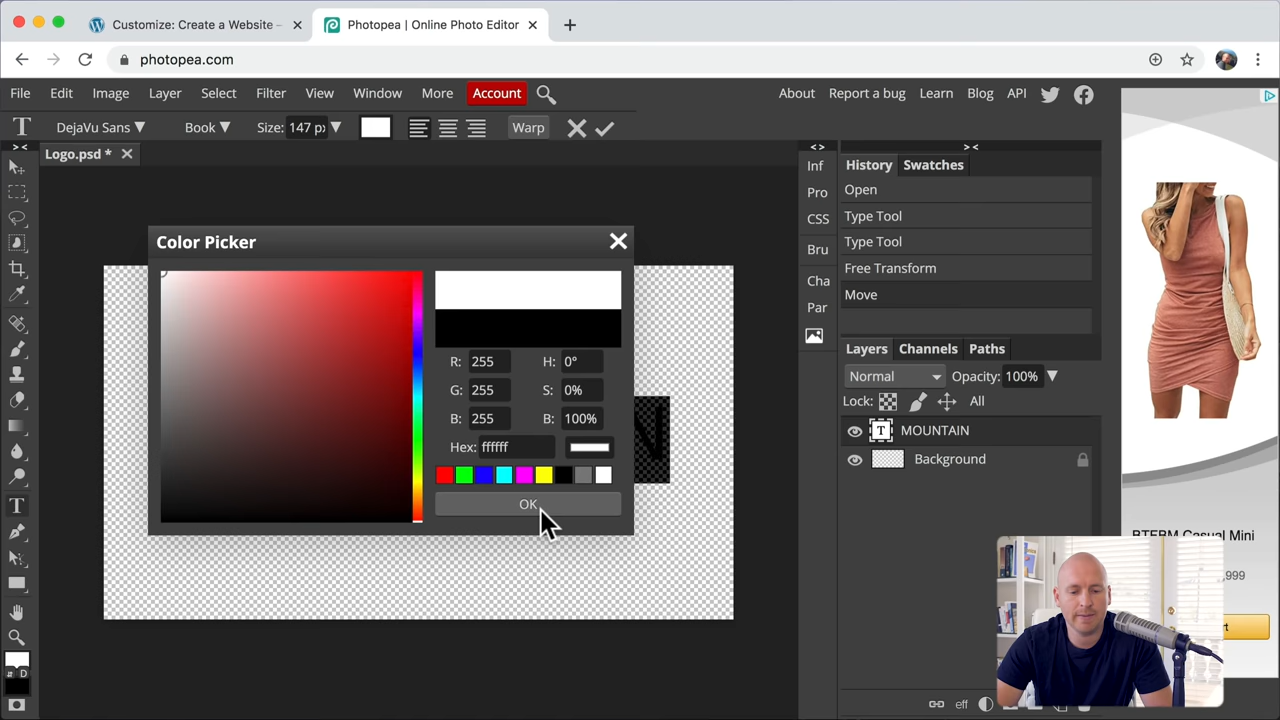 Customize: Create a Website –
Photopea | Online Photo Editor
photopea.com
File Edit Image Layer Select Filter View Window More Account
About Report a bug Learn Blog API
T DejaVu Sans Book Size: 147 px Warp
Logo.psd *
Color Picker
R: 255 H: 0°
G: 255 S: 0%
B: 255 B: 100%
Hex: ffffff
OK
N
Inf
Pro
CSS
Bru
Cha
Par
History Swatches
Open
Type Tool
Type Tool
Free Transform
Move
Layers Channels Paths
Normal Opacity: 100%
Lock: All
T MOUNTAIN
Background
T
D
eff
BTFBM Casual Mini
,999